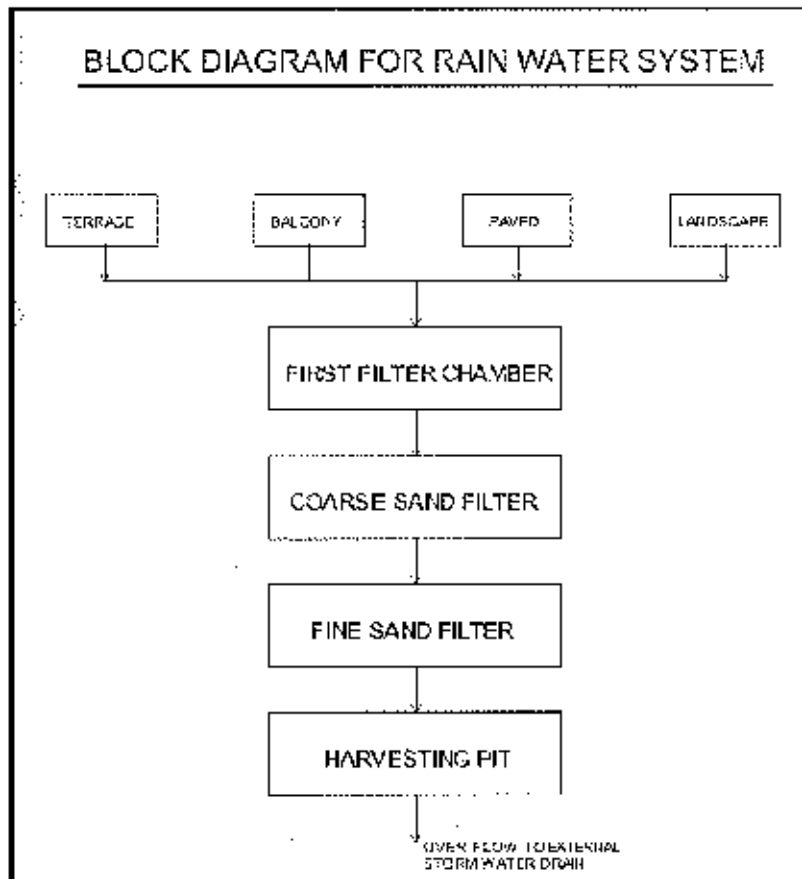 BLOCK DIAGRAM FOR RAIN WATER SYSTEM
TERRACE
BALCONY
PAVED
LANDSCAPE
FIRST FILTER CHAMBER
COARSE SAND FILTER
FINE SAND FILTER
HARVESTING PIT
OVER FLOW TO EXTERNAL
STORM WATER DRAIN